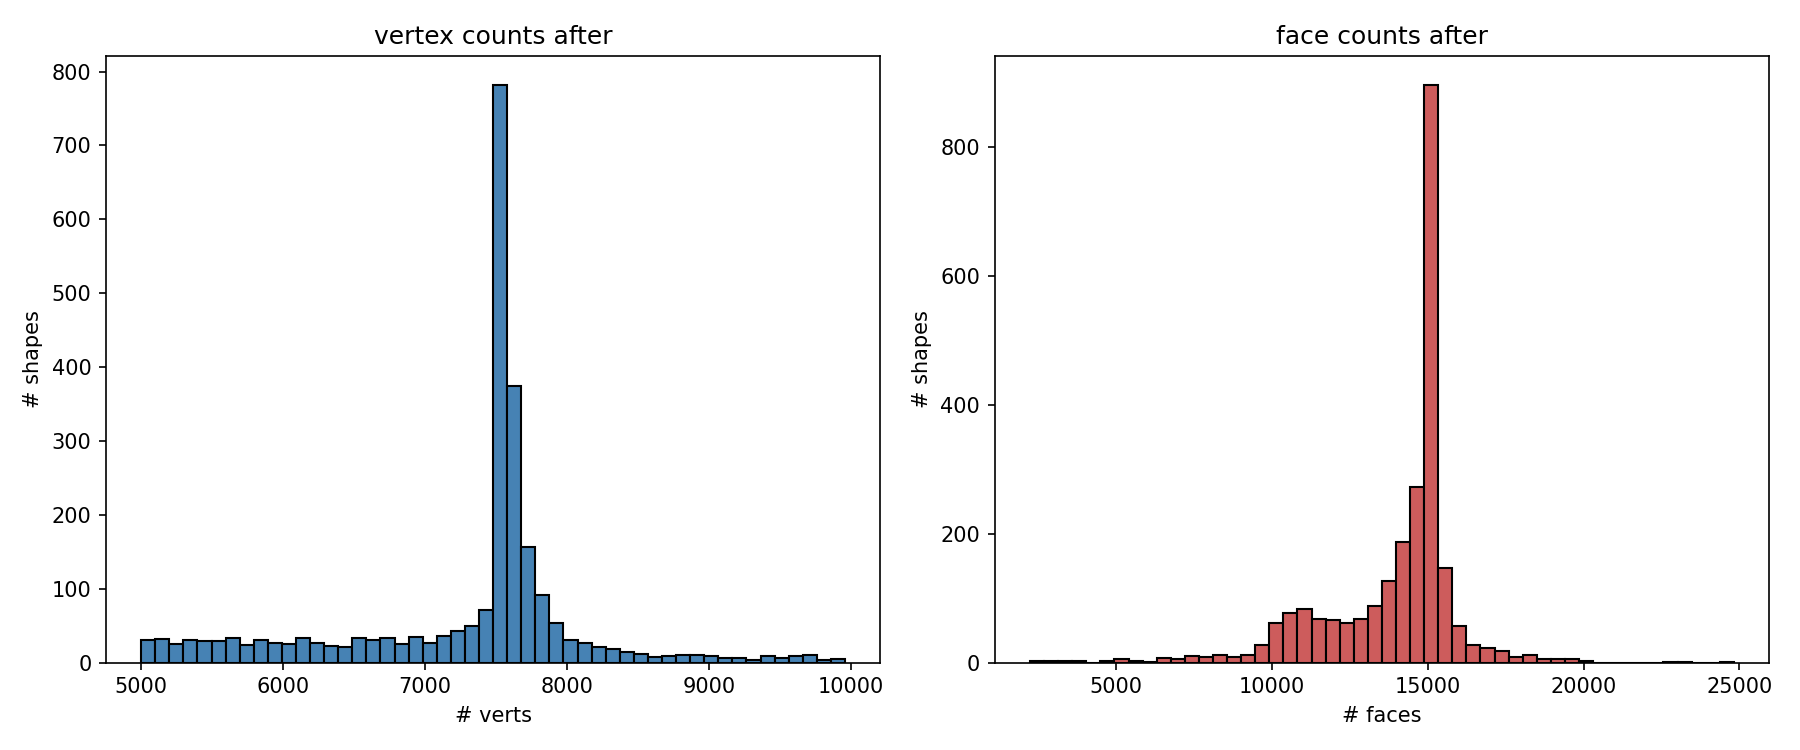 vertex counts after
800
700
600
500
400
300
200
100
0
# shapes
5000 6000 7000 8000 9000 10000
# verts
face counts after
800
600
400
200
0
# shapes
5000 10000 15000 20000 25000
# faces